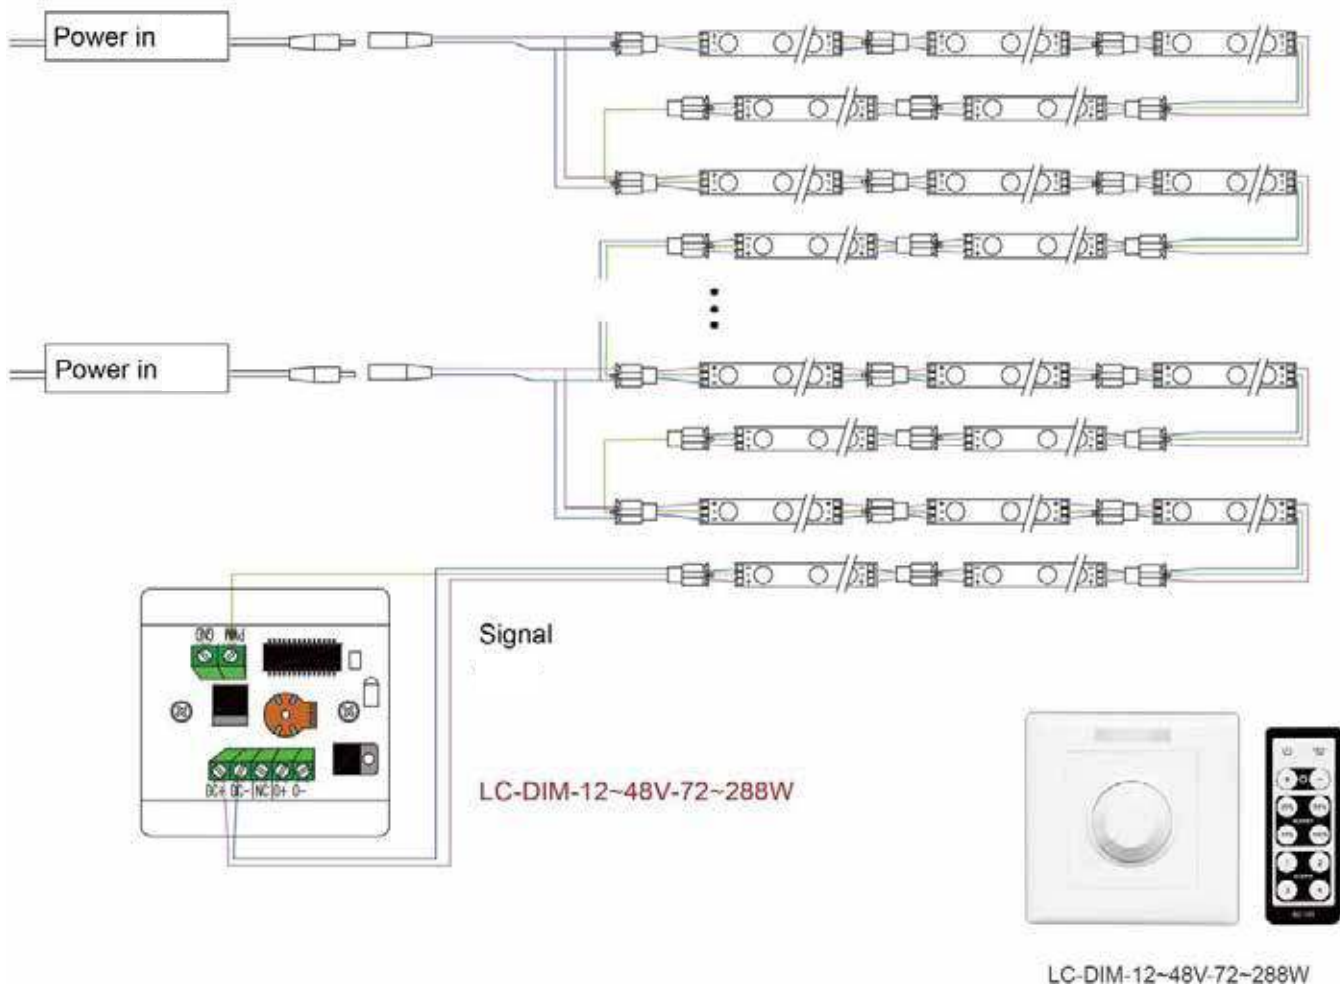 Power in
Power in
GND PWM
Signal
DC+ DC- NC O+ O-
LC-DIM-12~48V-72~288W
LC-DIM-12~48V-72~288W